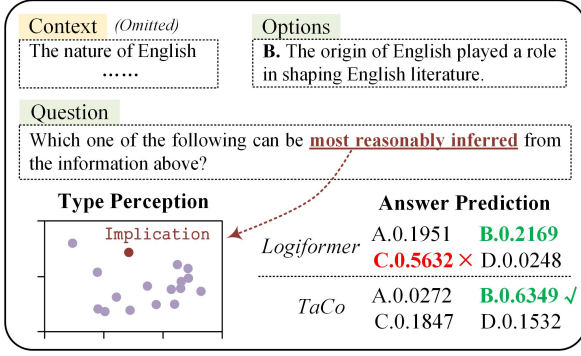 Context (Omitted)
The nature of English
······
Options
B. The origin of English played a role
in shaping English literature.
Question
Which one of the following can be most reasonably inferred from
the information above?
Type Perception
Implication
Answer Prediction
Logiformer
A.0.1951 B.0.2169
C.0.5632 × D.0.0248
TaCo
A.0.0272 B.0.6349 √
C.0.1847 D.0.1532